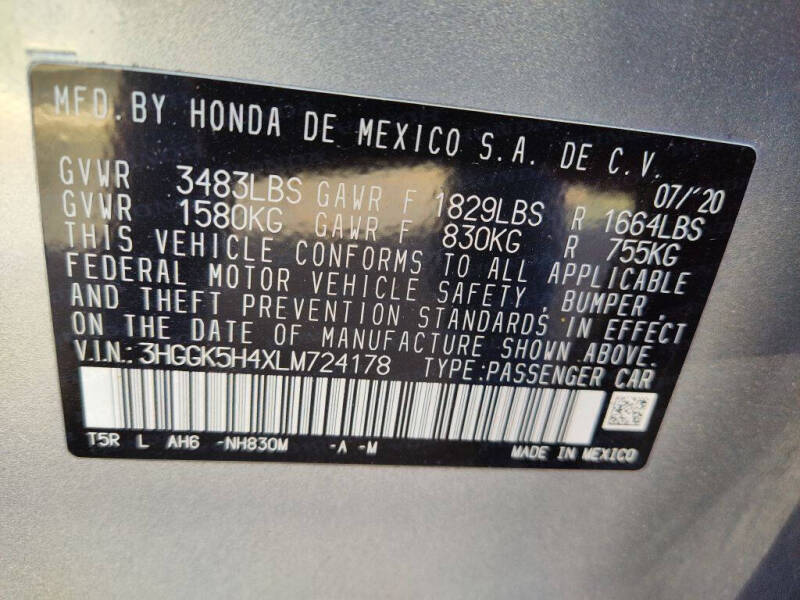 MFD. BY HONDA DE MEXICO S.A. DE C.V.
07/'20
GVWR 3483LBS GAWR F 1829LBS R 1664LBS
GVWR 1580KG GAWR F 830KG R 755KG
THIS VEHICLE CONFORMS TO ALL APPLICABLE
FEDERAL MOTOR VEHICLE SAFETY, BUMPER,
AND THEFT PREVENTION STANDARDS IN EFFECT
ON THE DATE OF MANUFACTURE SHOWN ABOVE.
V.I.N.: 3HGGK5H4XLM724178 TYPE:PASSENGER CAR
T5R L AH6 -NH830M -A -M
MADE IN MEXICO